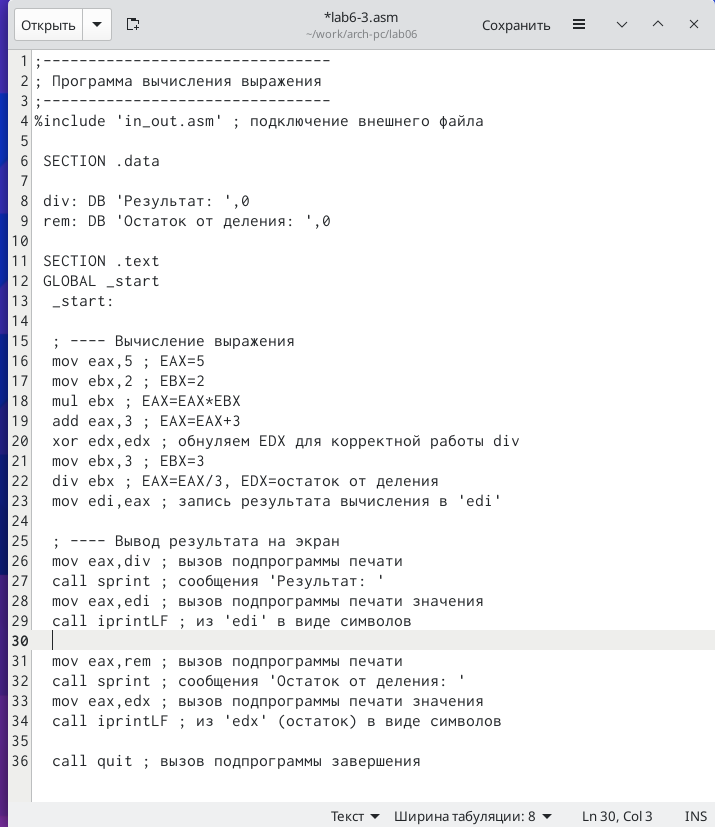 Открыть
*lab6-3.asm
~/work/arch-pc/lab06
Сохранить
1 ;--------------------------------
2 ; Программа вычисления выражения
3 ;--------------------------------
4 %include 'in_out.asm' ; подключение внешнего файла
5
6 SECTION .data
7
8 div: DB 'Результат: ',0
9 rem: DB 'Остаток от деления: ',0
10
11 SECTION .text
12 GLOBAL _start
13 _start:
14
15 ; ---- Вычисление выражения
16 mov eax,5 ; EAX=5
17 mov ebx,2 ; EBX=2
18 mul ebx ; EAX=EAX*EBX
19 add eax,3 ; EAX=EAX+3
20 xor edx,edx ; обнуляем EDX для корректной работы div
21 mov ebx,3 ; EBX=3
22 div ebx ; EAX=EAX/3, EDX=остаток от деления
23 mov edi,eax ; запись результата вычисления в 'edi'
24
25 ; ---- Вывод результата на экран
26 mov eax,div ; вызов подпрограммы печати
27 call sprint ; сообщения 'Результат: '
28 mov eax,edi ; вызов подпрограммы печати значения
29 call iprintLF ; из 'edi' в виде символов
30
31 mov eax,rem ; вызов подпрограммы печати
32 call sprint ; сообщения 'Остаток от деления: '
33 mov eax,edx ; вызов подпрограммы печати значения
34 call iprintLF ; из 'edx' (остаток) в виде символов
35
36 call quit ; вызов подпрограммы завершения
Текст Ширина табуляции: 8 Ln 30, Col 3 INS